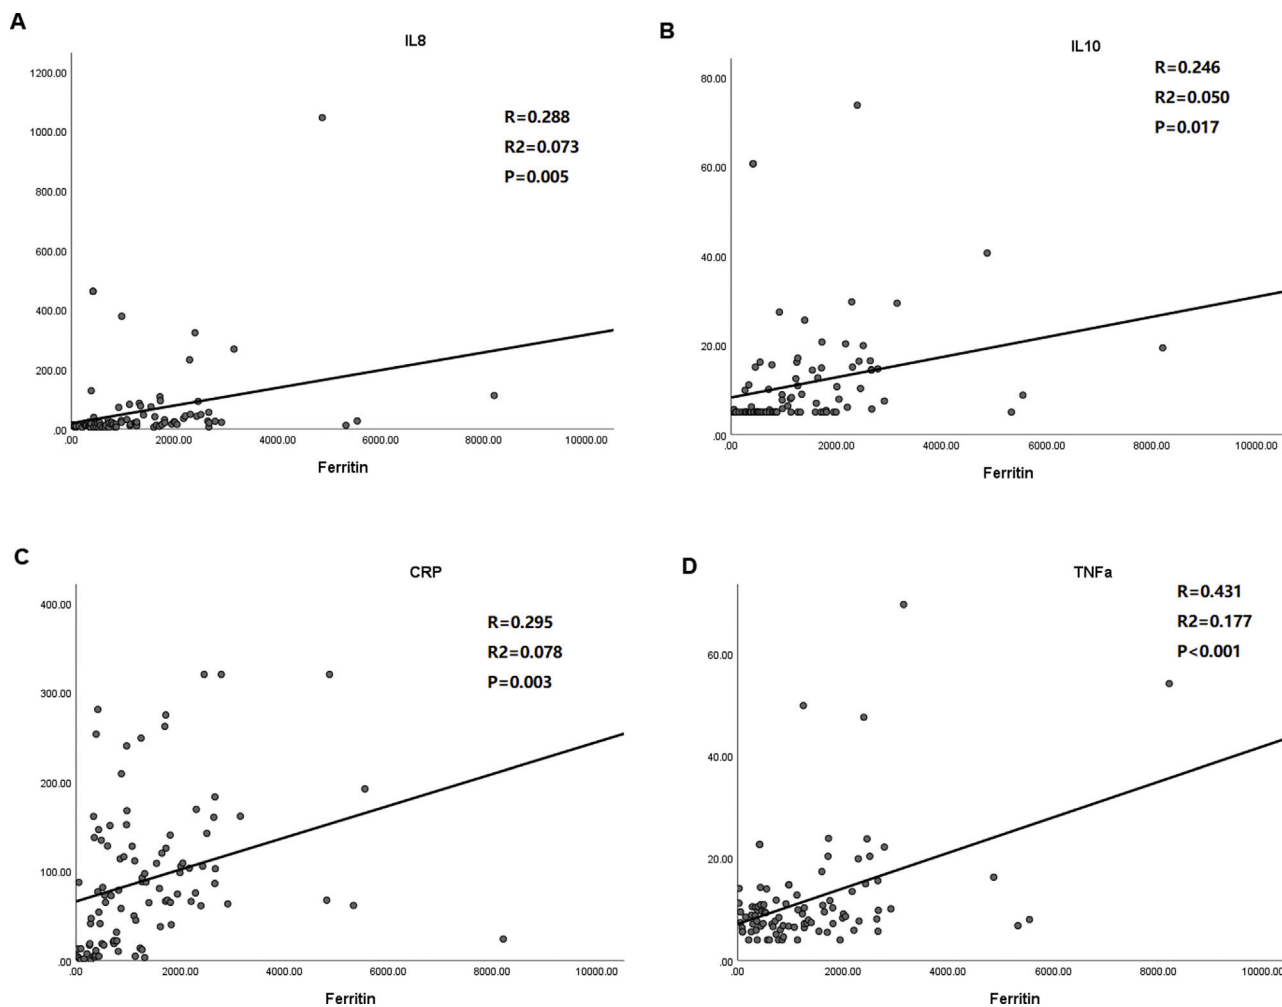 A
IL8
R=0.288
R2=0.073
P=0.005
1200.00
1000.00
800.00
600.00
400.00
200.00
.00
.00 2000.00 4000.00 6000.00 8000.00 10000.00
Ferritin
B
IL10
R=0.246
R2=0.050
P=0.017
80.00
60.00
40.00
20.00
.00
.00 2000.00 4000.00 6000.00 8000.00 10000.00
Ferritin
C
CRP
R=0.295
R2=0.078
P=0.003
400.00
300.00
200.00
100.00
.00
.00 2000.00 4000.00 6000.00 8000.00 10000.00
Ferritin
D
TNFa
R=0.431
R2=0.177
P<0.001
60.00
40.00
20.00
.00
.00 2000.00 4000.00 6000.00 8000.00 10000.00
Ferritin